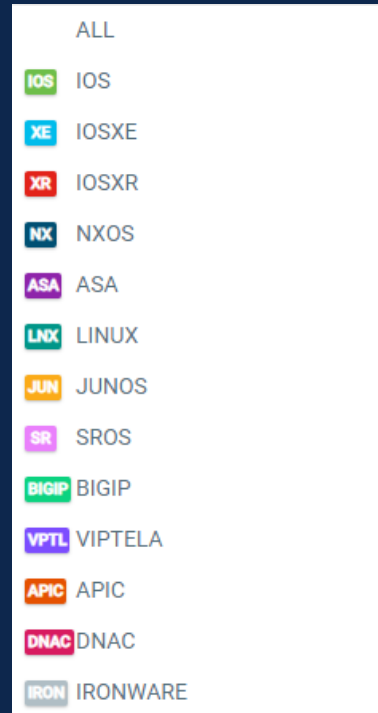 ALL
IOS IOS
XE IOSXE
XR IOSXR
NX NXOS
ASA ASA
LNX LINUX
JUN JUNOS
SR SROS
BIGIP BIGIP
VPTL VIPTELA
APIC APIC
DNAC DNAC
IRON IRONWARE